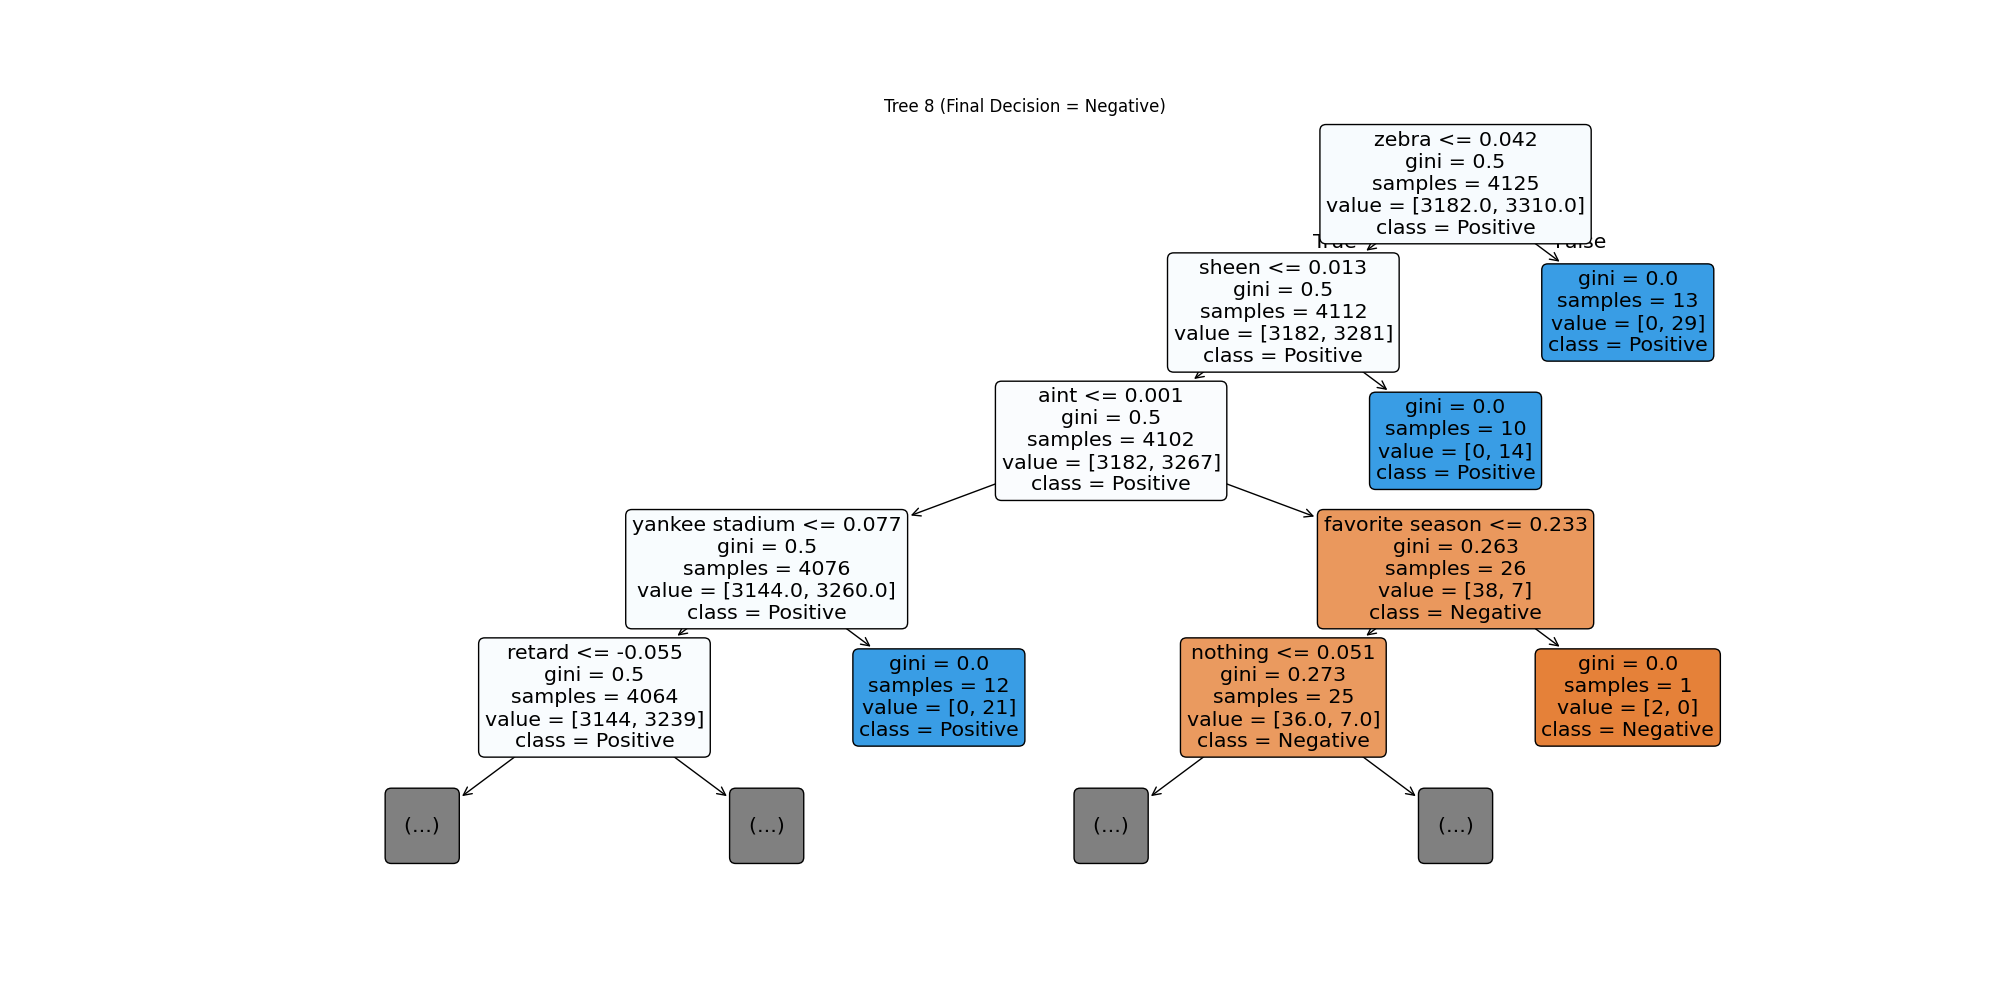 Tree 8 (Final Decision = Negative)
zebra <= 0.042
gini = 0.5
samples = 4125
value = [3182.0, 3310.0]
class = Positive
True
False
sheen <= 0.013
gini = 0.5
samples = 4112
value = [3182, 3281]
class = Positive
gini = 0.0
samples = 13
value = [0, 29]
class = Positive
aint <= 0.001
gini = 0.5
samples = 4102
value = [3182, 3267]
class = Positive
gini = 0.0
samples = 10
value = [0, 14]
class = Positive
yankee stadium <= 0.077
gini = 0.5
samples = 4076
value = [3144.0, 3260.0]
class = Positive
favorite season <= 0.233
gini = 0.263
samples = 26
value = [38, 7]
class = Negative
retard <= -0.055
gini = 0.5
samples = 4064
value = [3144, 3239]
class = Positive
gini = 0.0
samples = 12
value = [0, 21]
class = Positive
nothing <= 0.051
gini = 0.273
samples = 25
value = [36.0, 7.0]
class = Negative
gini = 0.0
samples = 1
value = [2, 0]
class = Negative
(...)
(...)
(...)
(...)